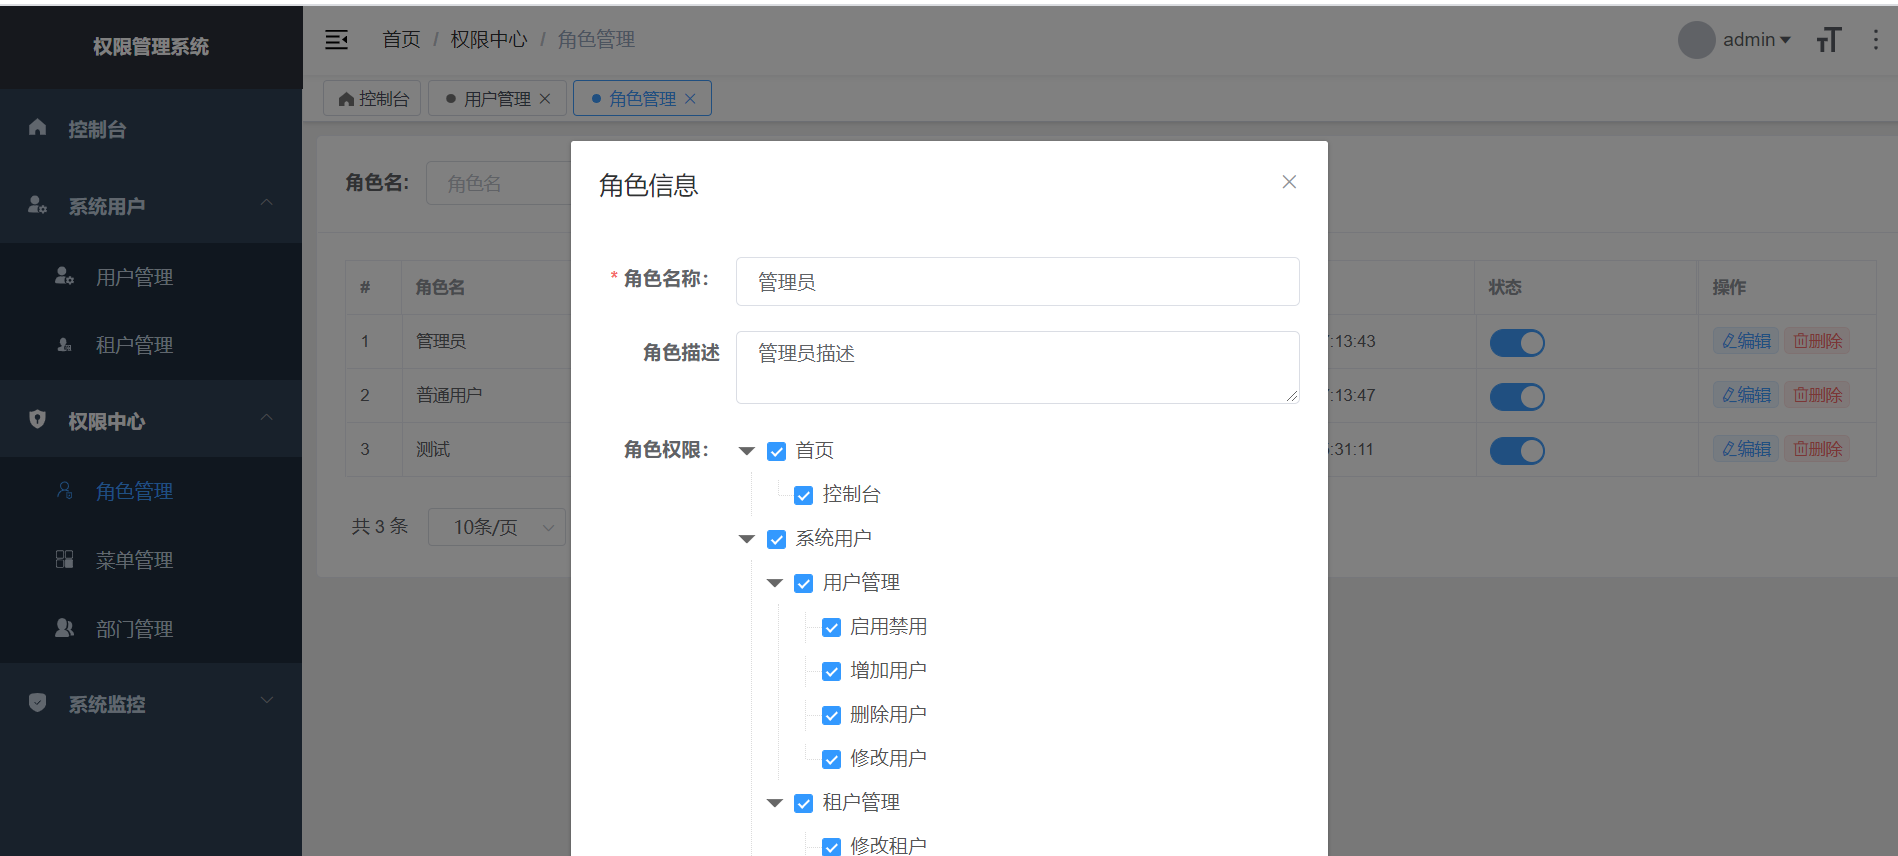 权限管理系统
首页 / 权限中心 / 角色管理
admin
控制台
用户管理
角色管理
控制台
系统用户
用户管理
租户管理
权限中心
角色管理
菜单管理
部门管理
系统监控
角色名:
角色名
# 角色名 状态 操作
1 管理员 :13:43 编辑 删除
2 普通用户 :13:47 编辑 删除
3 测试 :31:11 编辑 删除
共 3 条 10条/页
角色信息
* 角色名称: 管理员
角色描述 管理员描述
角色权限: 首页
控制台
系统用户
用户管理
启用禁用
增加用户
删除用户
修改用户
租户管理
修改租户